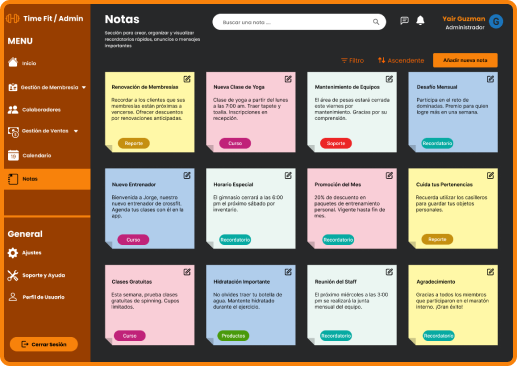 Time Fit / Admin
MENU
Inicio
Gestión de Membresía
Colaboradores
Gestión de Ventas
Calendario
Notas
General
Ajustes
Soporte y Ayuda
Perfil de Usuario
Cerrar Sesión
Notas
Sección para crear, organizar y visualizar
recordatorios rápidos, anuncios o mensajes
importantes
Buscar una nota ...
Yair Guzman
Administrador
G
Filtro
Ascendente
Añadir nueva nota
Renovación de Membresías
Recordar a los clientes que sus
membresías están próximas a
vencerse. Ofrecer descuentos
por renovaciones anticipadas.
Reporte
Nueva Clase de Yoga
Clase de yoga a partir del lunes
a las 7:00 am. Traer tapete y
toalla. Inscripciones en
recepción.
Curso
Mantenimiento de Equipos
El área de pesas estará cerrada
este viernes por
mantenimiento. Gracias por su
comprensión.
Soporte
Desafío Mensual
Participa en el reto de
dominadas. Premio para quien
logre más en una semana.
Recordatorio
Nuevo Entrenador
Bienvenida a Jorge, nuestro
nuevo entrenador de crossfit.
Agenda tus clases con él en la
app.
Curso
Horario Especial
El gimnasio cerrará a las 6:00
pm el próximo sábado por
inventario.
Recordatorio
Promoción del Mes
20% de descuento en
paquetes de entrenamiento
personal. Vigente hasta fin de
mes.
Recordatorio
Cuida tus Pertenencias
Recuerda utilizar los casilleros
para guardar tus objetos
personales.
Reporte
Clases Gratuitas
Esta semana, prueba clases
gratuitas de spinning. Cupos
limitados.
Curso
Hidratación Importante
No olvides traer tu botella de
agua. Mantente hidratado
durante el ejercicio.
Productos
Reunión del Staff
El próximo miércoles a las 3:00
pm se realizará la junta
mensual del equipo.
Recordatorio
Agradecimiento
Gracias a todos los miembros
que participaron en el maratón
interno. ¡Gran éxito!
Recordatorio